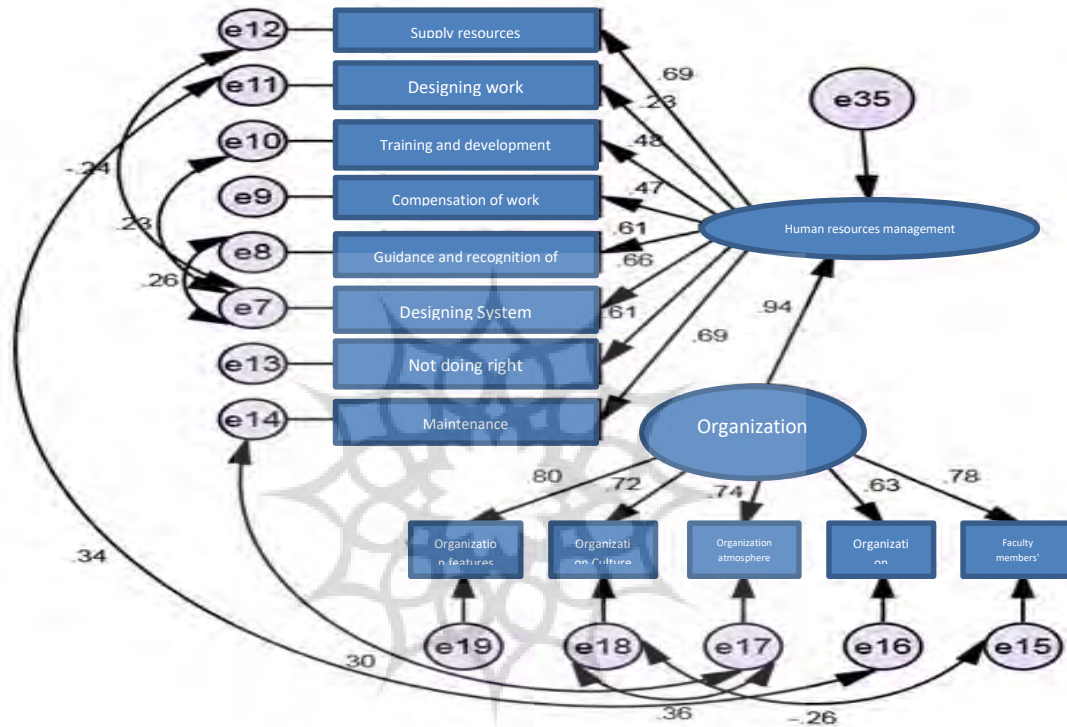 e12
Supply resources
.69
e11
Designing work
.23
e35
e10
Training and development
.48
-.24
e9
Compensation of work
.47
Human resources management
.23
e8
Guidance and recognition of
.61
.26
e7
Designing System
.66
.94
e13
Not doing right
.61
.69
e14
Maintenance
Organization
.80
.72
.74
.63
.78
Organizatio
n features
Organizati
on Culture
Organization
atmosphere
Organizati
on
Faculty
members'
.34
e19
e18
e17
e16
e15
.30
.36
-.26